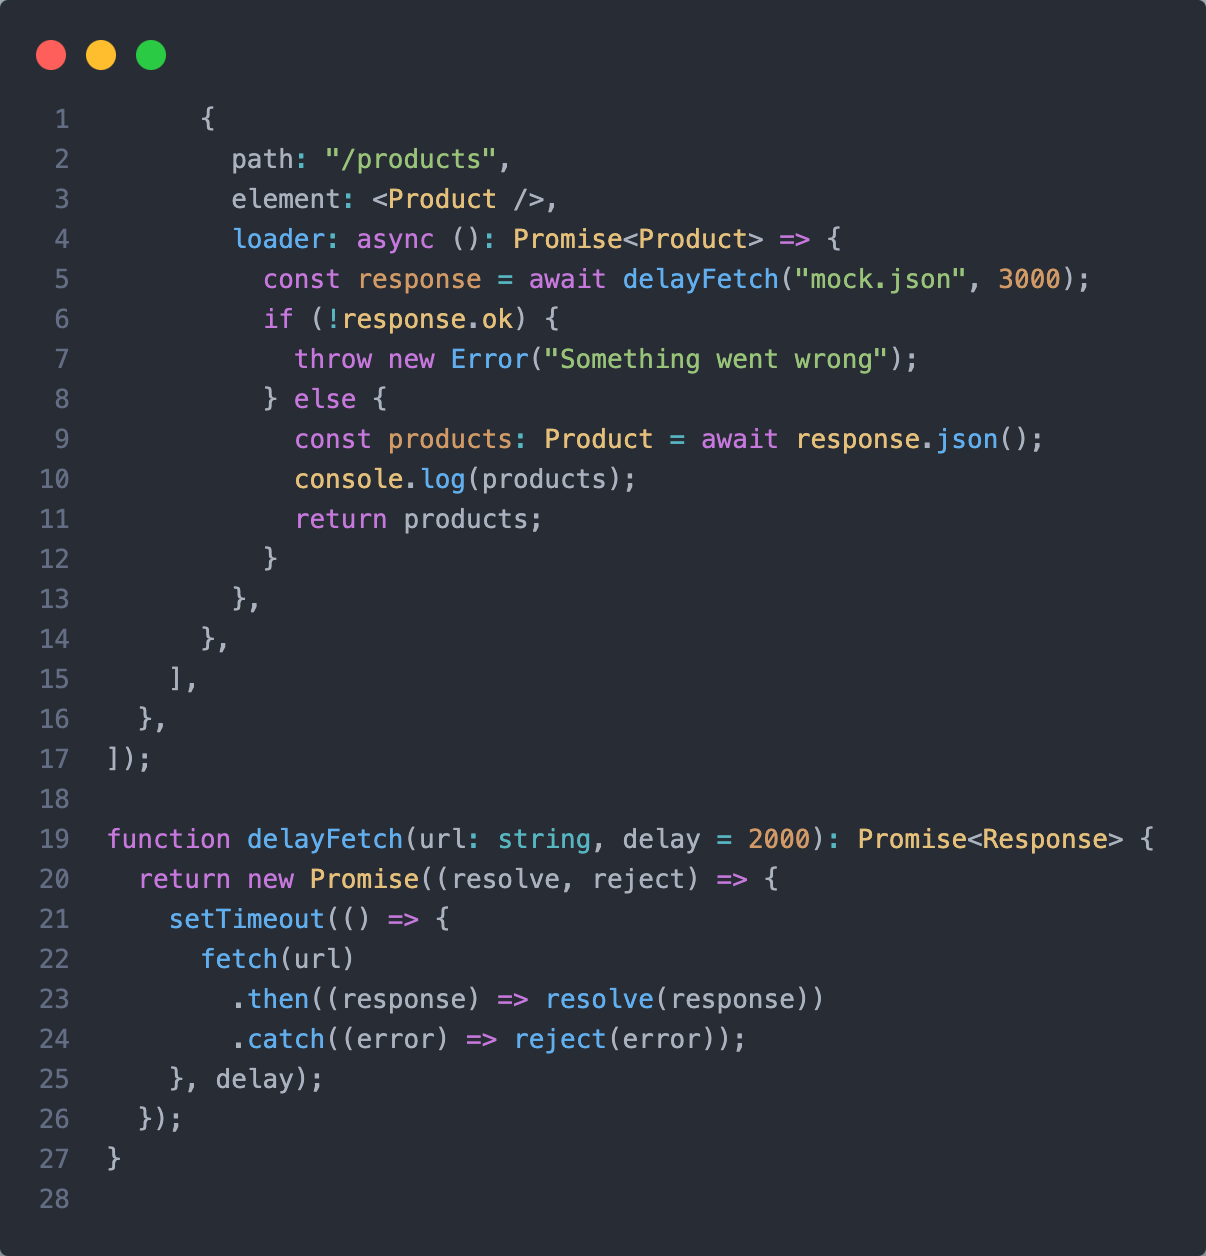 1 {
2 path: "/products",
3 element: <Product />,
4 loader: async (): Promise<Product> => {
5 const response = await delayFetch("mock.json", 3000);
6 if (!response.ok) {
7 throw new Error("Something went wrong");
8 } else {
9 const products: Product = await response.json();
10 console.log(products);
11 return products;
12 }
13 },
14 },
15 ],
16 },
17 ]);
18
19 function delayFetch(url: string, delay = 2000): Promise<Response> {
20 return new Promise((resolve, reject) => {
21 setTimeout(() => {
22 fetch(url)
23 .then((response) => resolve(response))
24 .catch((error) => reject(error));
25 }, delay);
26 });
27 }
28